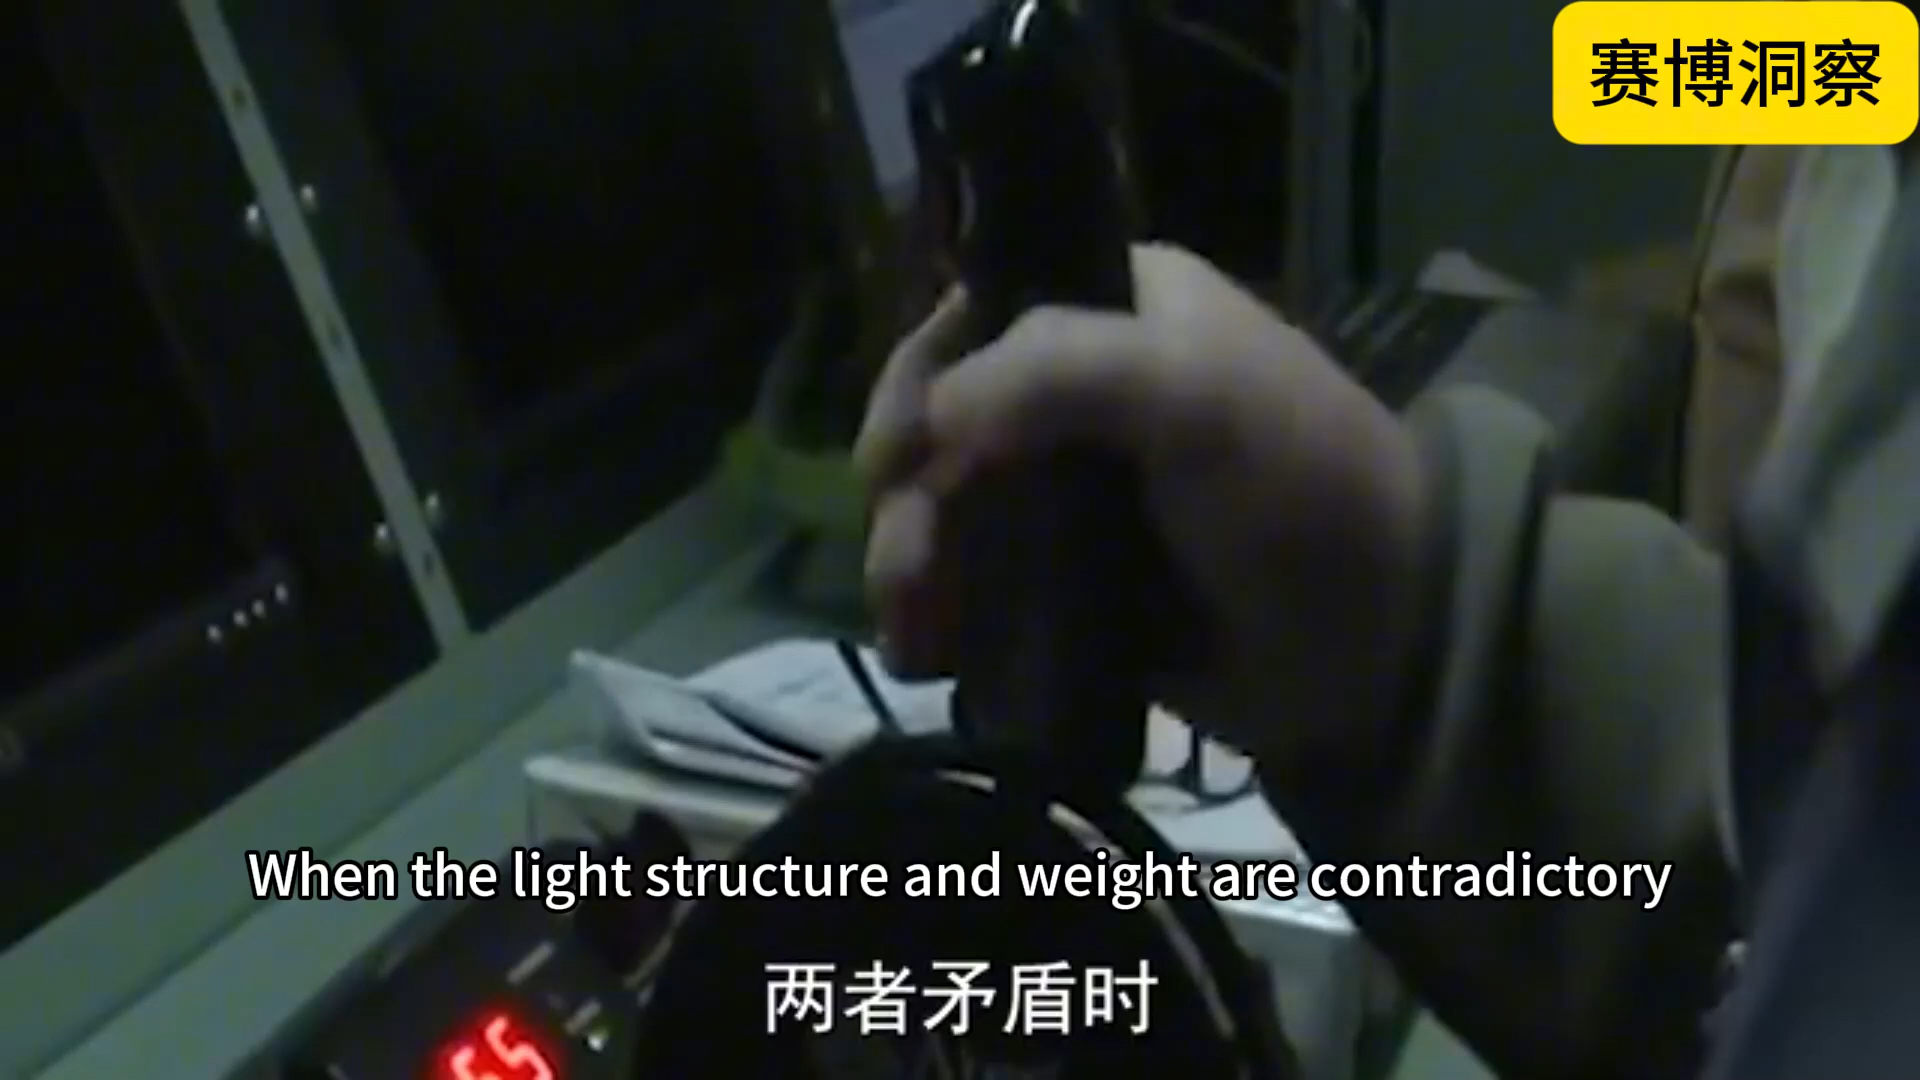 赛博洞察
When the light structure and weight are contradictory
两者矛盾时